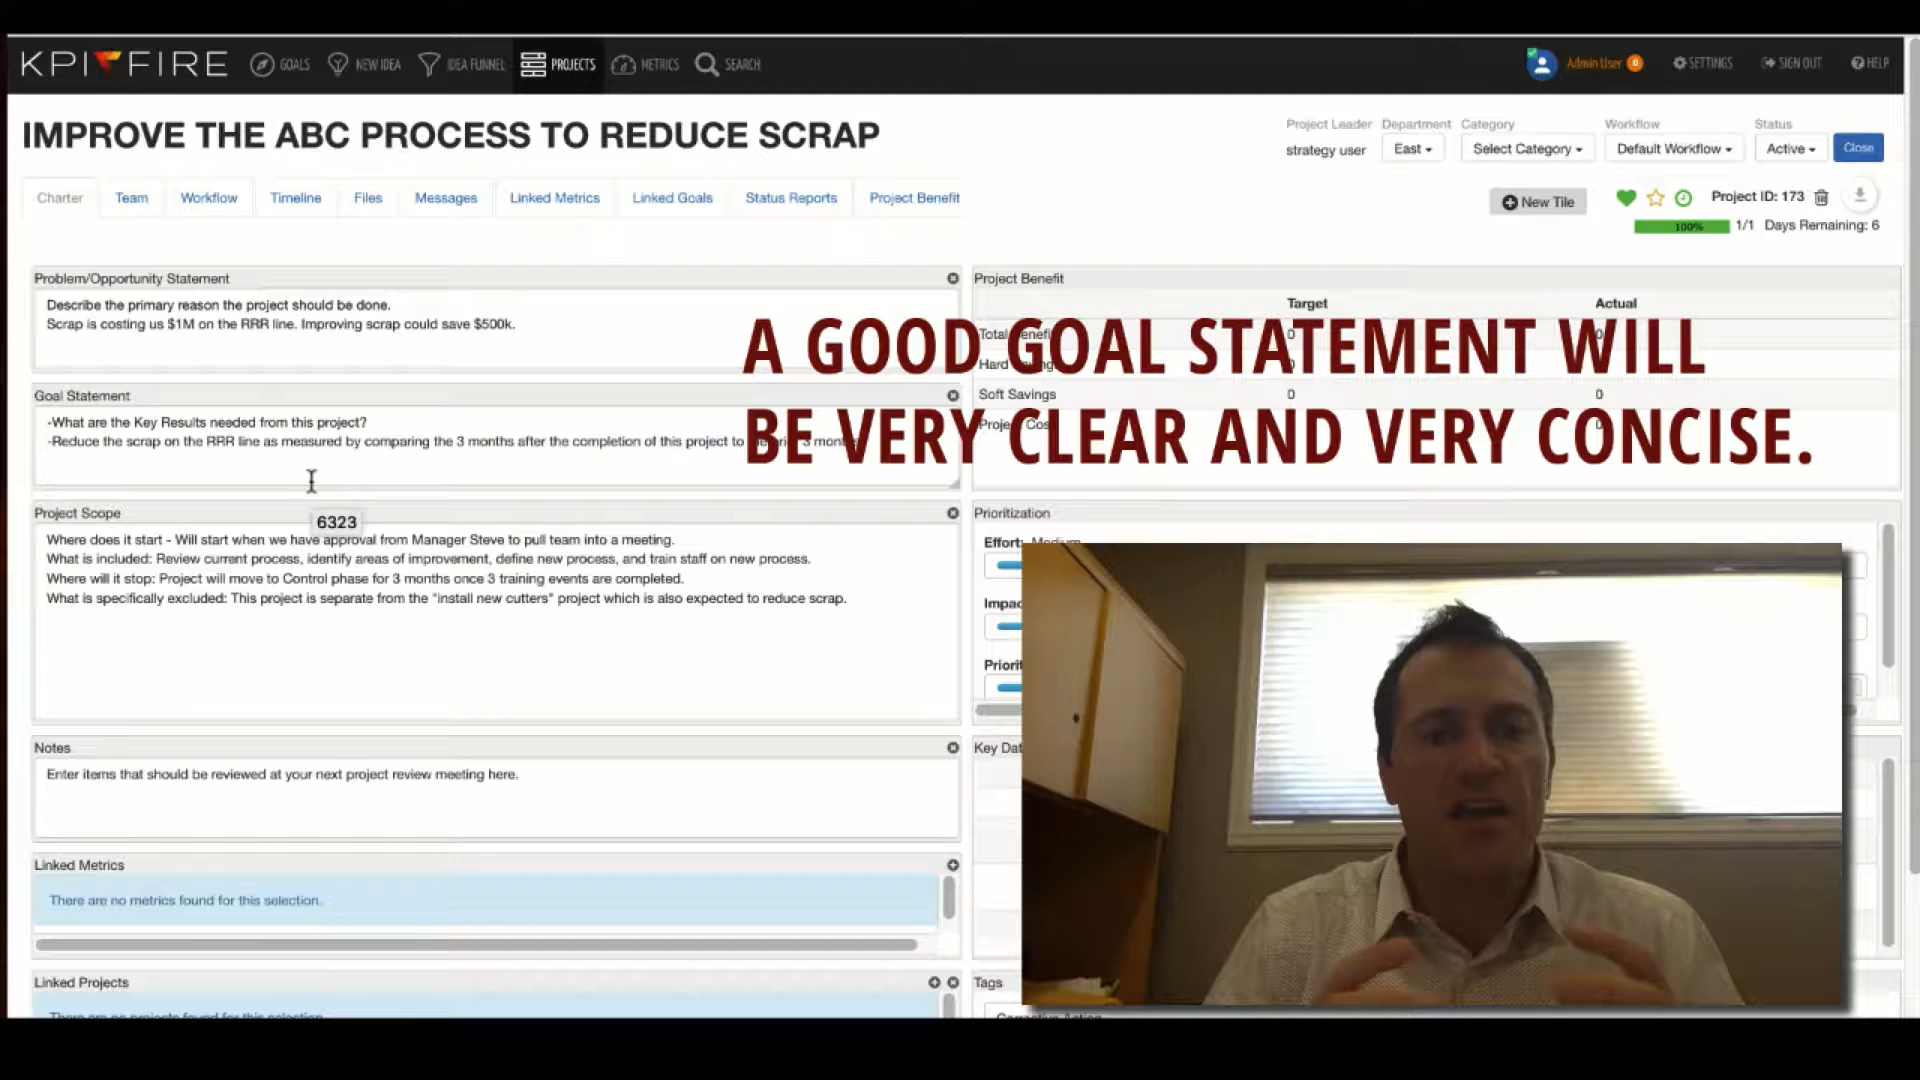 KPI FIRE GOALS NEW IDEA IDEA FUNNEL PROJECTS METRICS SEARCH Admin User 0 SETTINGS SIGN OUT HELP
IMPROVE THE ABC PROCESS TO REDUCE SCRAP
Project Leader Department Category Workflow Status
strategy user East Select Category Default Workflow Active Close
Charter Team Workflow Timeline Files Messages Linked Metrics Linked Goals Status Reports Project Benefit
New Tile Project ID: 173
100% 1/1 Days Remaining: 6
Problem/Opportunity Statement
Describe the primary reason the project should be done.
Scrap is costing us $1M on the RRR line. Improving scrap could save $500k.
Goal Statement
-What are the Key Results needed from this project?
-Reduce the scrap on the RRR line as measured by comparing the 3 months after the completion of this project to
Project Scope
6323
Where does it start - Will start when we have approval from Manager Steve to pull team into a meeting.
What is included: Review current process, identify areas of improvement, define new process, and train staff on new process.
Where will it stop: Project will move to Control phase for 3 months once 3 training events are completed.
What is specifically excluded: This project is separate from the "install new cutters" project which is also expected to reduce scrap.
Notes
Enter items that should be reviewed at your next project review meeting here.
Linked Metrics
There are no metrics found for this selection.
Linked Projects
There are no projects found for this selection
Project Benefit
Target Actual
A GOOD GOAL STATEMENT WILL
BE VERY CLEAR AND VERY CONCISE.
Soft Savings 0 0
Prioritization
Effort: Medium
Tags
Corrective Action